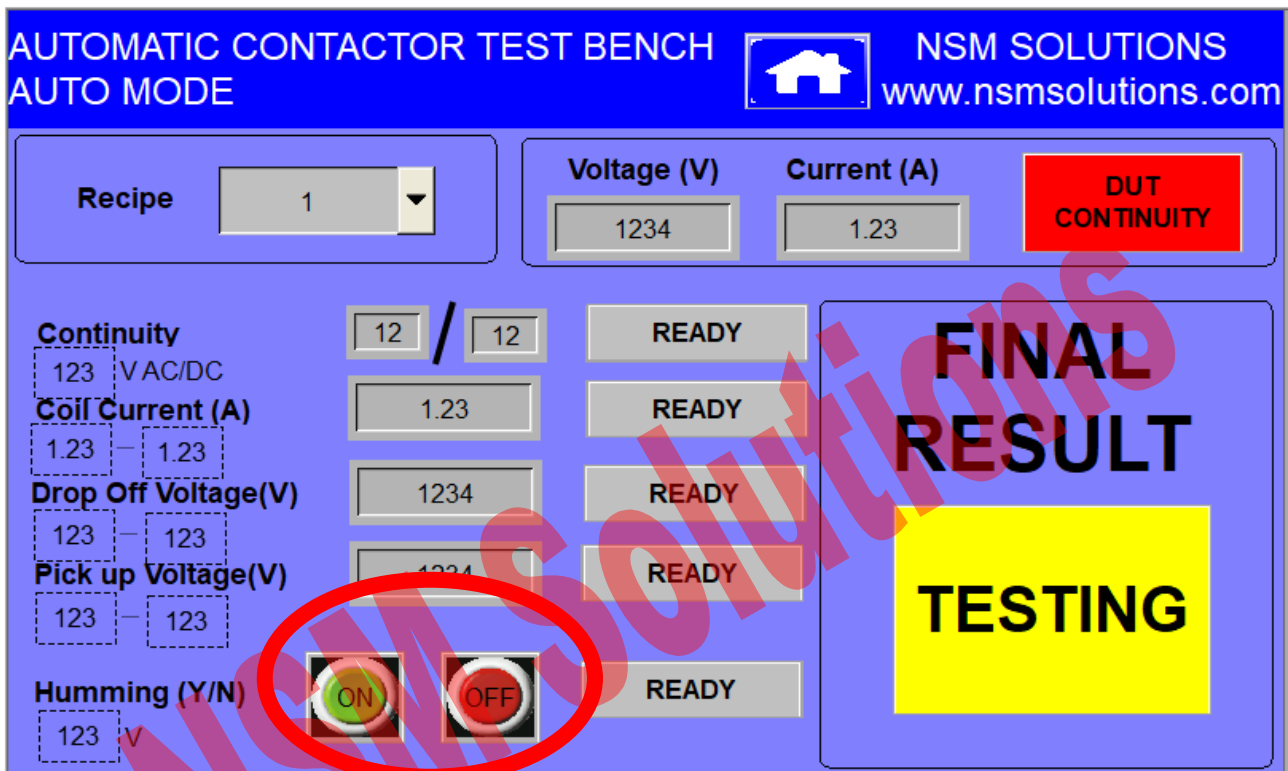 AUTOMATIC CONTACTOR TEST BENCH
AUTO MODE
NSM SOLUTIONS
www.nsmsolutions.com
Recipe
1
Voltage (V)
Current (A)
1234
1.23
DUT
CONTINUITY
Continuity
12 / 12
READY
123 V AC/DC
Coil Current (A)
1.23
READY
1.23 – 1.23
Drop Off Voltage(V)
1234
READY
123 – 123
Pick up Voltage(V)
1234
READY
123 – 123
Humming (Y/N)
ON
OFF
READY
123 V
FINAL
RESULT
TESTING
NSM Solutions